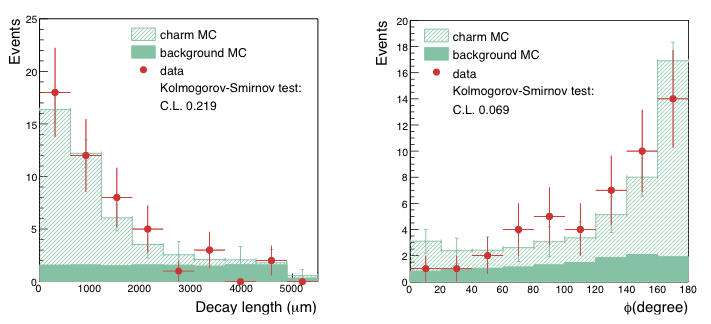 Events
25
20
15
10
5
0
charm MC
background MC
data
Kolmogorov-Smirnov test:
C.L. 0.219
0 1000 2000 3000 4000 5000
Decay length (μm)
Events
20
18
16
14
12
10
8
6
4
2
0
charm MC
background MC
data
Kolmogorov-Smirnov test:
C.L. 0.069
0 20 40 60 80 100 120 140 160 180
ϕ(degree)